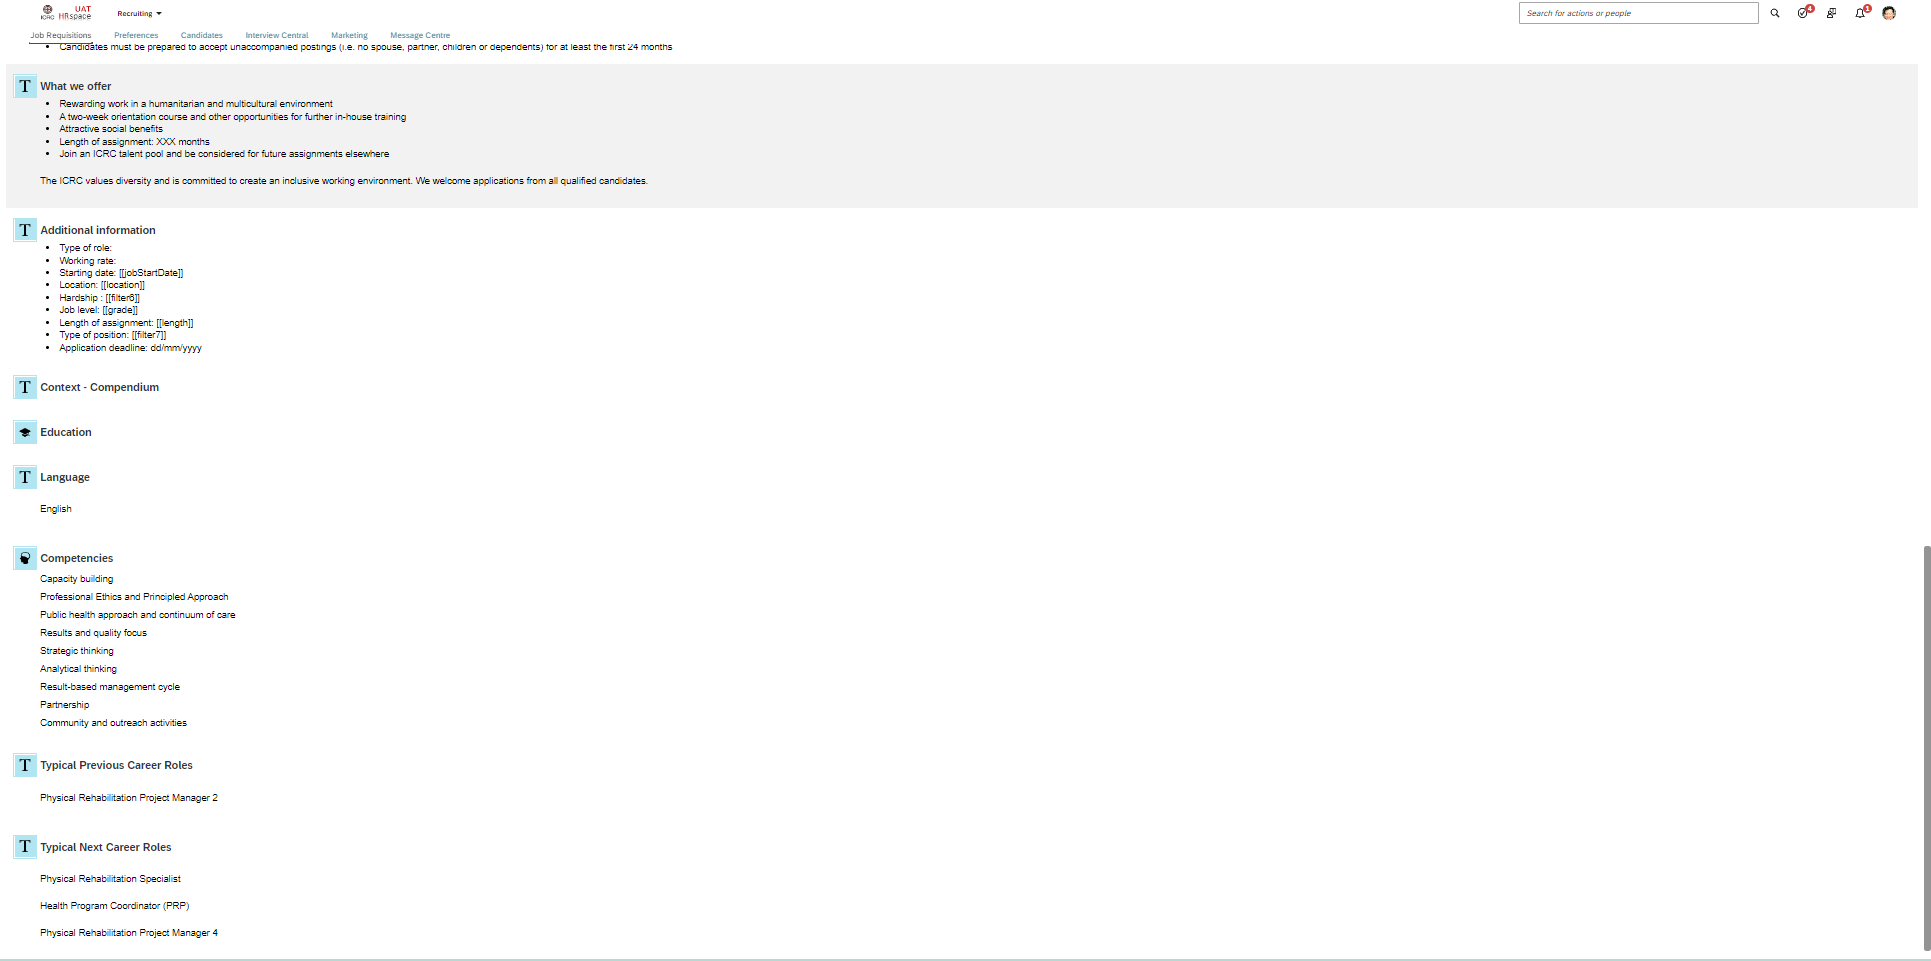 ICRC
UAT
HRspace
Recruiting
Search for actions or people
4
1
Job Requisitions
Preferences
Candidates
Interview Central
Marketing
Message Centre
Candidates must be prepared to accept unaccompanied postings (i.e. no spouse, partner, children or dependents) for at least the first 24 months
T What we offer
• Rewarding work in a humanitarian and multicultural environment
• A two-week orientation course and other opportunities for further in-house training
• Attractive social benefits
• Length of assignment: XXX months
• Join an ICRC talent pool and be considered for future assignments elsewhere
The ICRC values diversity and is committed to create an inclusive working environment. We welcome applications from all qualified candidates.
T Additional information
• Type of role:
• Working rate:
• Starting date: [[jobStartDate]]
• Location: [[location]]
• Hardship : [[filter6]]
• Job level: [[grade]]
• Length of assignment: [[length]]
• Type of position: [[filter7]]
• Application deadline: dd/mm/yyyy
T Context - Compendium
Education
T Language
English
Competencies
Capacity building
Professional Ethics and Principled Approach
Public health approach and continuum of care
Results and quality focus
Strategic thinking
Analytical thinking
Result-based management cycle
Partnership
Community and outreach activities
T Typical Previous Career Roles
Physical Rehabilitation Project Manager 2
T Typical Next Career Roles
Physical Rehabilitation Specialist
Health Program Coordinator (PRP)
Physical Rehabilitation Project Manager 4